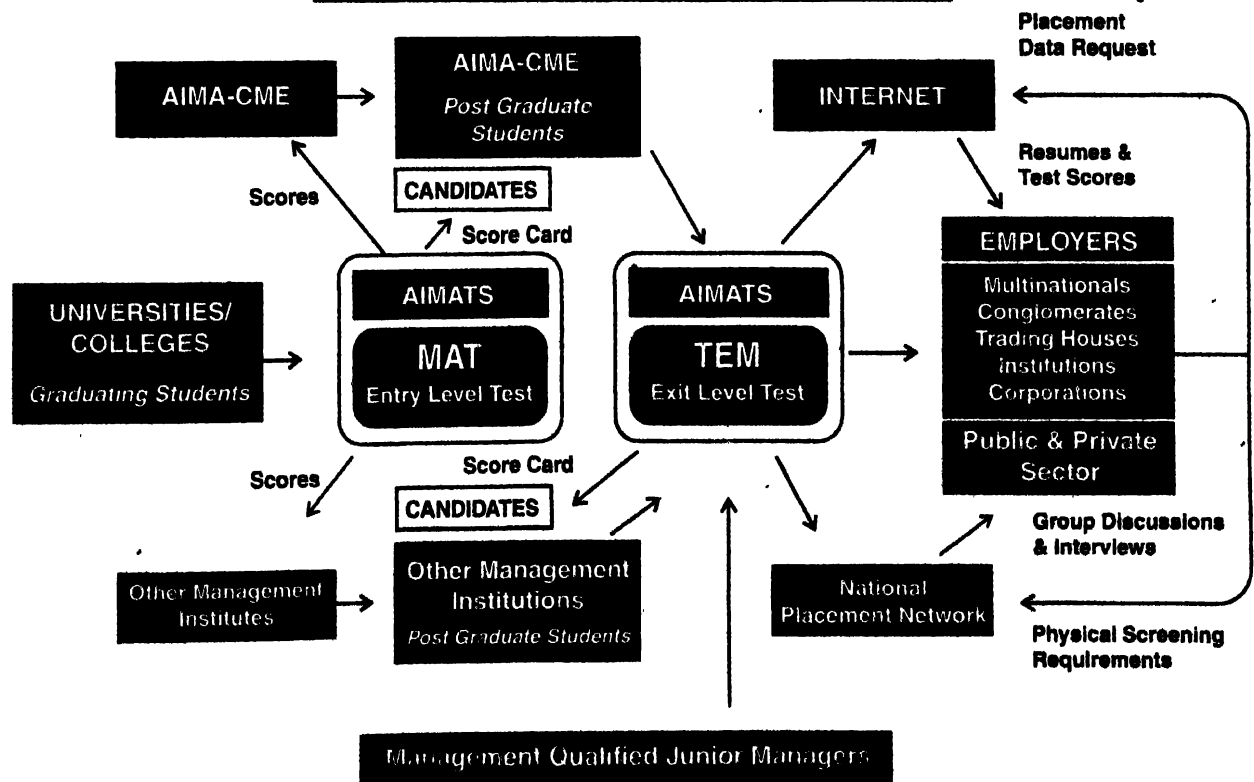 Placement
Data Request
AIMA-CME
AIMA-CME
Post Graduate
Students
INTERNET
Resumes &
Test Scores
Scores
CANDIDATES
Score Card
EMPLOYERS
Multinationals
Conglomerates
Trading Houses
Institutions
Corporations
Public & Private
Sector
UNIVERSITIES/
COLLEGES
Graduating Students
AIMATS
MAT
Entry Level Test
AIMATS
TEM
Exit Level Test
Scores
Score Card
CANDIDATES
Group Discussions
& Interviews
Other Management
Institutes
Other Management
Institutions
Post Graduate Students
National
Placement Network
Physical Screening
Requirements
Management Qualified Junior Managers